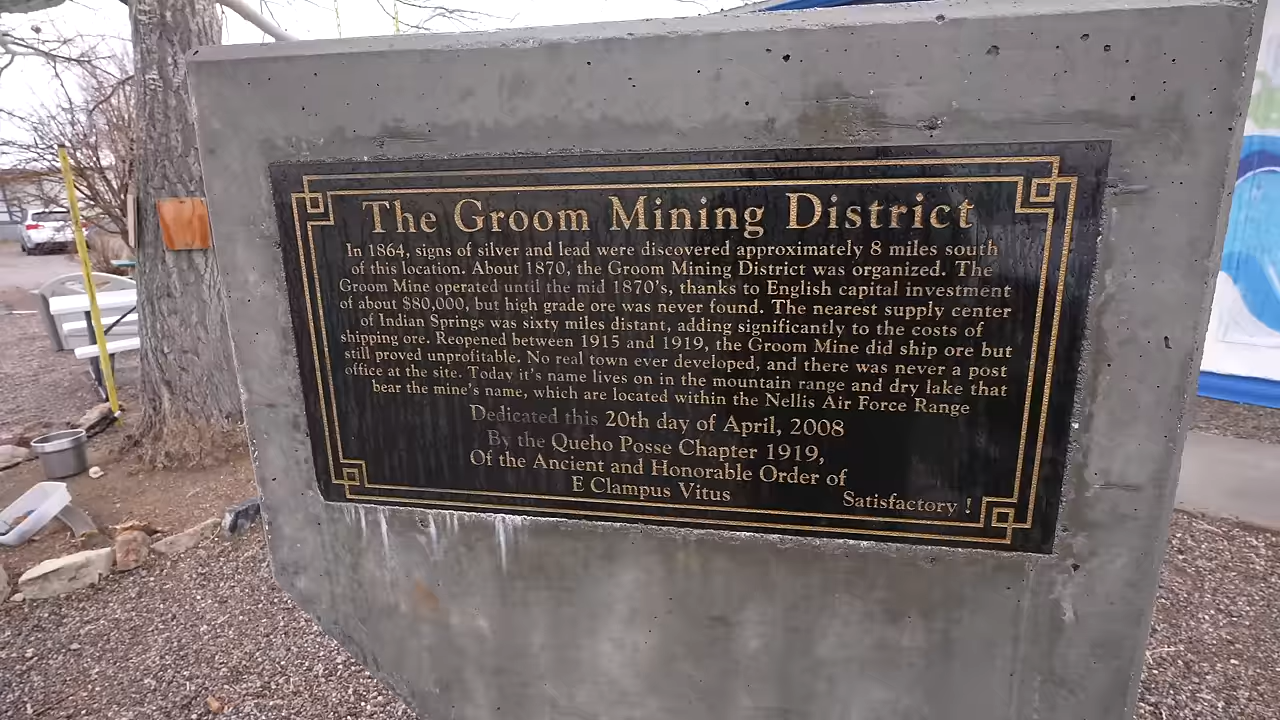 The Groom Mining District
In 1864, signs of silver and lead were discovered approximately 8 miles south
of this location. About 1870, the Groom Mining District was organized. The
Groom Mine operated until the mid 1870's, thanks to English capital investment
of about $80,000, but high grade ore was never found. The nearest supply center
of Indian Springs was sixty miles distant, adding significantly to the costs of
shipping ore. Reopened between 1915 and 1919, the Groom Mine did ship ore but
still proved unprofitable. No real town ever developed, and there was never a post
office at the site. Today it's name lives on in the mountain range and dry lake that
bear the mine's name, which are located within the Nellis Air Force Range
Dedicated this 20th day of April, 2008
By the Queho Posse Chapter 1919,
Of the Ancient and Honorable Order of
E Clampus Vitus
Satisfactory !